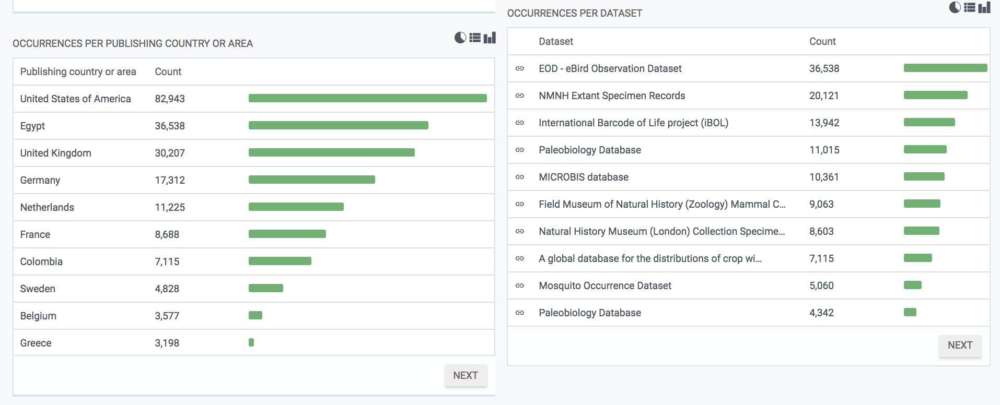 OCCURRENCES PER PUBLISHING COUNTRY OR AREA
Publishing country or area Count
United States of America 82,943
Egypt 36,538
United Kingdom 30,207
Germany 17,312
Netherlands 11,225
France 8,688
Colombia 7,115
Sweden 4,828
Belgium 3,577
Greece 3,198
NEXT
OCCURRENCES PER DATASET
Dataset Count
EOD - eBird Observation Dataset 36,538
NMNH Extant Specimen Records 20,121
International Barcode of Life project (iBOL) 13,942
Paleobiology Database 11,015
MICROBIS database 10,361
Field Museum of Natural History (Zoology) Mammal C... 9,063
Natural History Museum (London) Collection Specime... 8,603
A global database for the distributions of crop wi... 7,115
Mosquito Occurrence Dataset 5,060
Paleobiology Database 4,342
NEXT